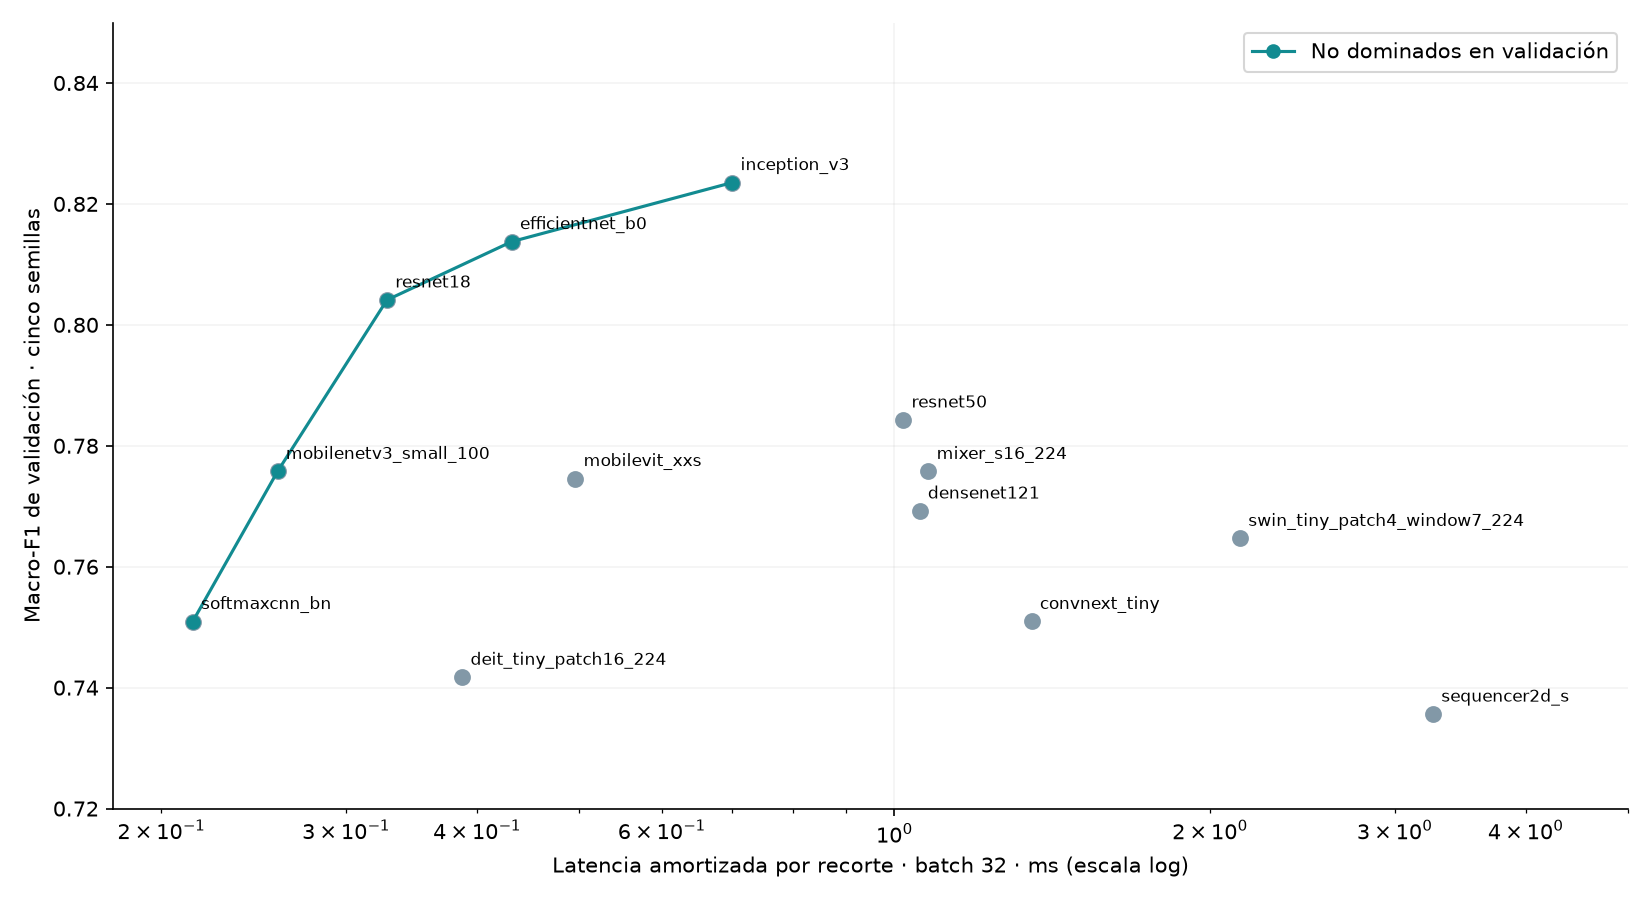 No dominados en validación
Macro-F1 de validación · cinco semillas
0.84
0.82
0.80
0.78
0.76
0.74
0.72
inception_v3
efficientnet_b0
resnet18
resnet50
mobilenetv3_small_100
mobilevit_xxs
mixer_s16_224
densenet121
swin_tiny_patch4_window7_224
softmaxcnn_bn
convnext_tiny
deit_tiny_patch16_224
sequencer2d_s
2 × 10⁻¹ 3 × 10⁻¹ 4 × 10⁻¹ 6 × 10⁻¹ 10⁰ 2 × 10⁰ 3 × 10⁰ 4 × 10⁰
Latencia amortizada por recorte · batch 32 · ms (escala log)